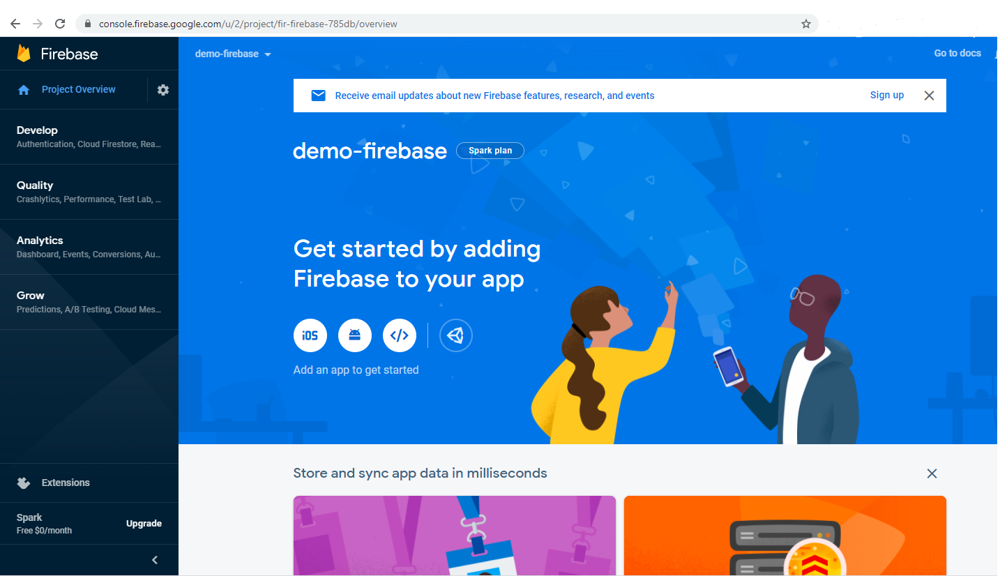 console.firebase.google.com/u/2/project/fir-firebase-785db/overview
Firebase
demo-firebase
Go to docs
Project Overview
Receive email updates about new Firebase features, research, and events
Sign up
Develop
Authentication, Cloud Firestore, Rea...
demo-firebase
Spark plan
Quality
Crashlytics, Performance, Test Lab, ...
Analytics
Dashboard, Events, Conversions, Au...
Get started by adding
Firebase to your app
Grow
Predictions, A/B Testing, Cloud Mes...
iOS
</>
Add an app to get started
Store and sync app data in milliseconds
Extensions
Spark
Free $0/month
Upgrade